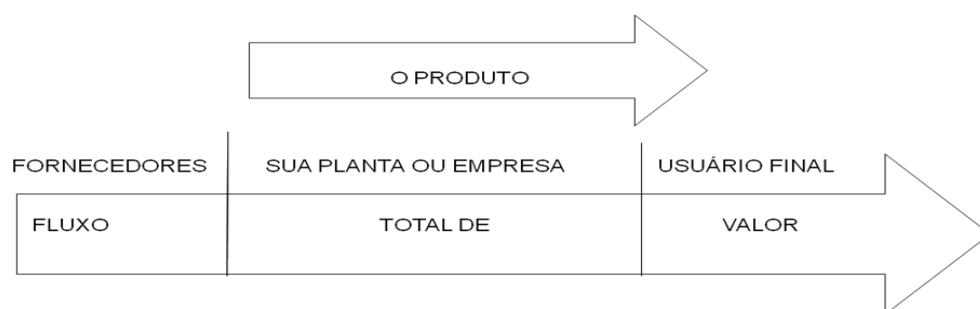 O PRODUTO
FORNECEDORES SUA PLANTA OU EMPRESA USUÁRIO FINAL
FLUXO TOTAL DE VALOR